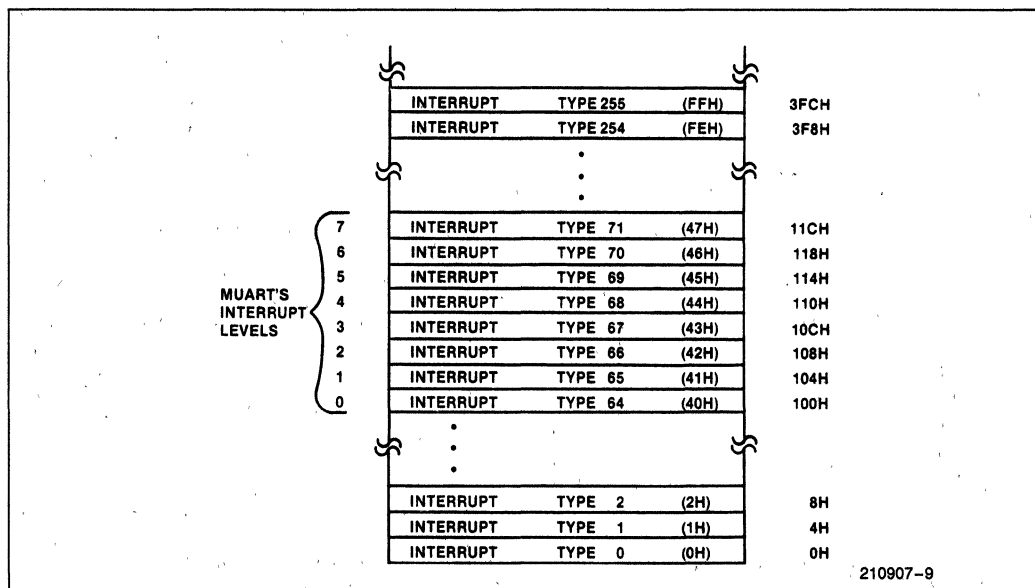 INTERRUPT TYPE 255 (FFH) 3FCH
INTERRUPT TYPE 254 (FEH) 3F8H
7 INTERRUPT TYPE 71 (47H) 11CH
6 INTERRUPT TYPE 70 (46H) 118H
5 INTERRUPT TYPE 69 (45H) 114H
MUART'S
INTERRUPT
LEVELS
4 INTERRUPT TYPE 68 (44H) 110H
3 INTERRUPT TYPE 67 (43H) 10CH
2 INTERRUPT TYPE 66 (42H) 108H
1 INTERRUPT TYPE 65 (41H) 104H
0 INTERRUPT TYPE 64 (40H) 100H
INTERRUPT TYPE 2 (2H) 8H
INTERRUPT TYPE 1 (1H) 4H
INTERRUPT TYPE 0 (0H) 0H
210907-9